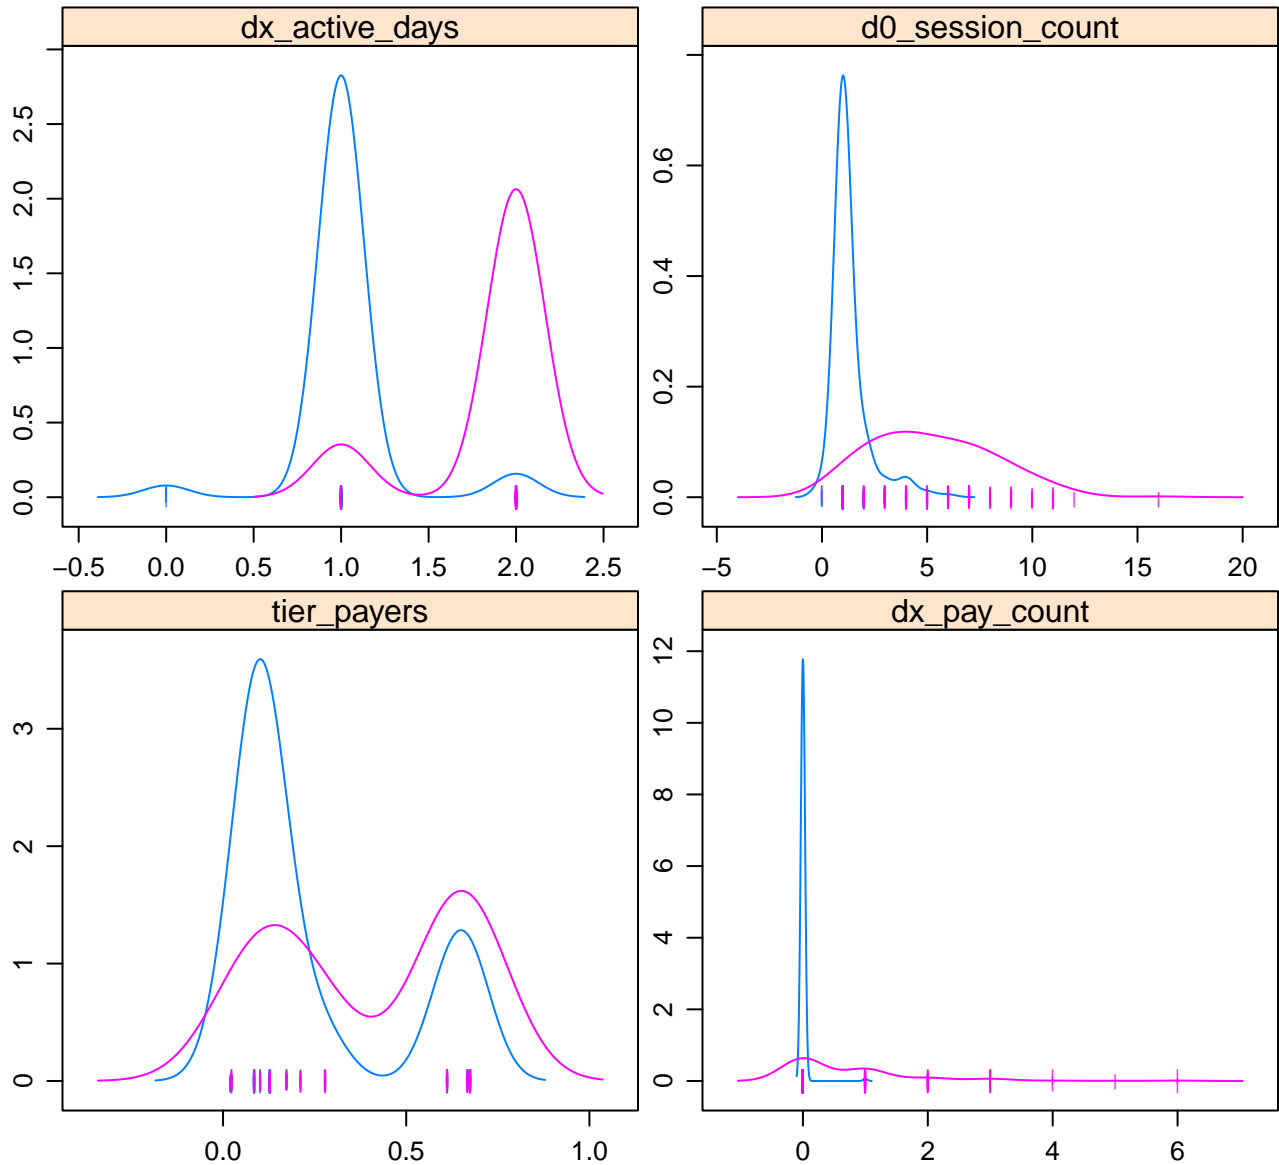 dx_active_days
0.0 0.5 1.0 1.5 2.0 2.5
−0.5 0.0 0.5 1.0 1.5 2.0 2.5
d0_session_count
0.0 0.2 0.4 0.6
−5 0 5 10 15 20
tier_payers
0 1 2 3
0.0 0.5 1.0
dx_pay_count
0 2 4 6 8 10 12
0 2 4 6